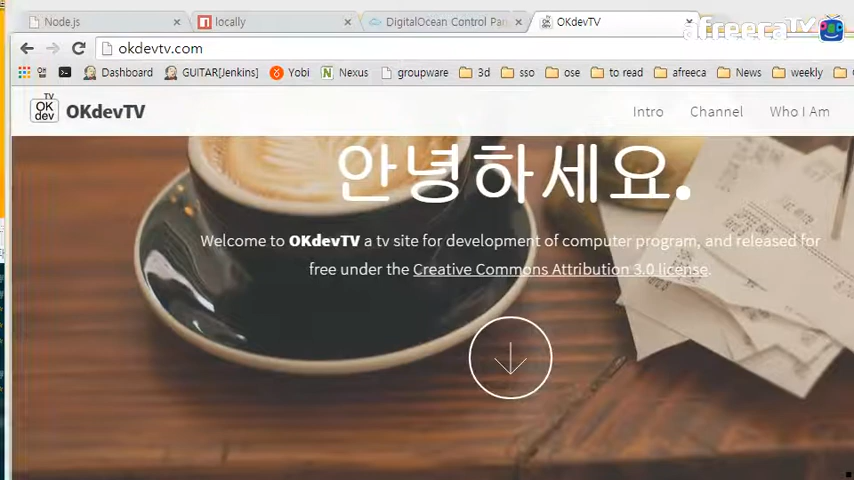 Node.js
locally
DigitalOcean Control Pan
OKdevTV
afreecaTV
okdevtv.com
Dashboard
GUITAR[Jenkins]
Yobi
Nexus
groupware
3d
sso
ose
to read
afreeca
News
weekly
TV
OK
dev
OKdevTV
Intro
Channel
Who I Am
안녕하세요.
Welcome to OKdevTV a tv site for development of computer program, and released for
free under the Creative Commons Attribution 3.0 license.